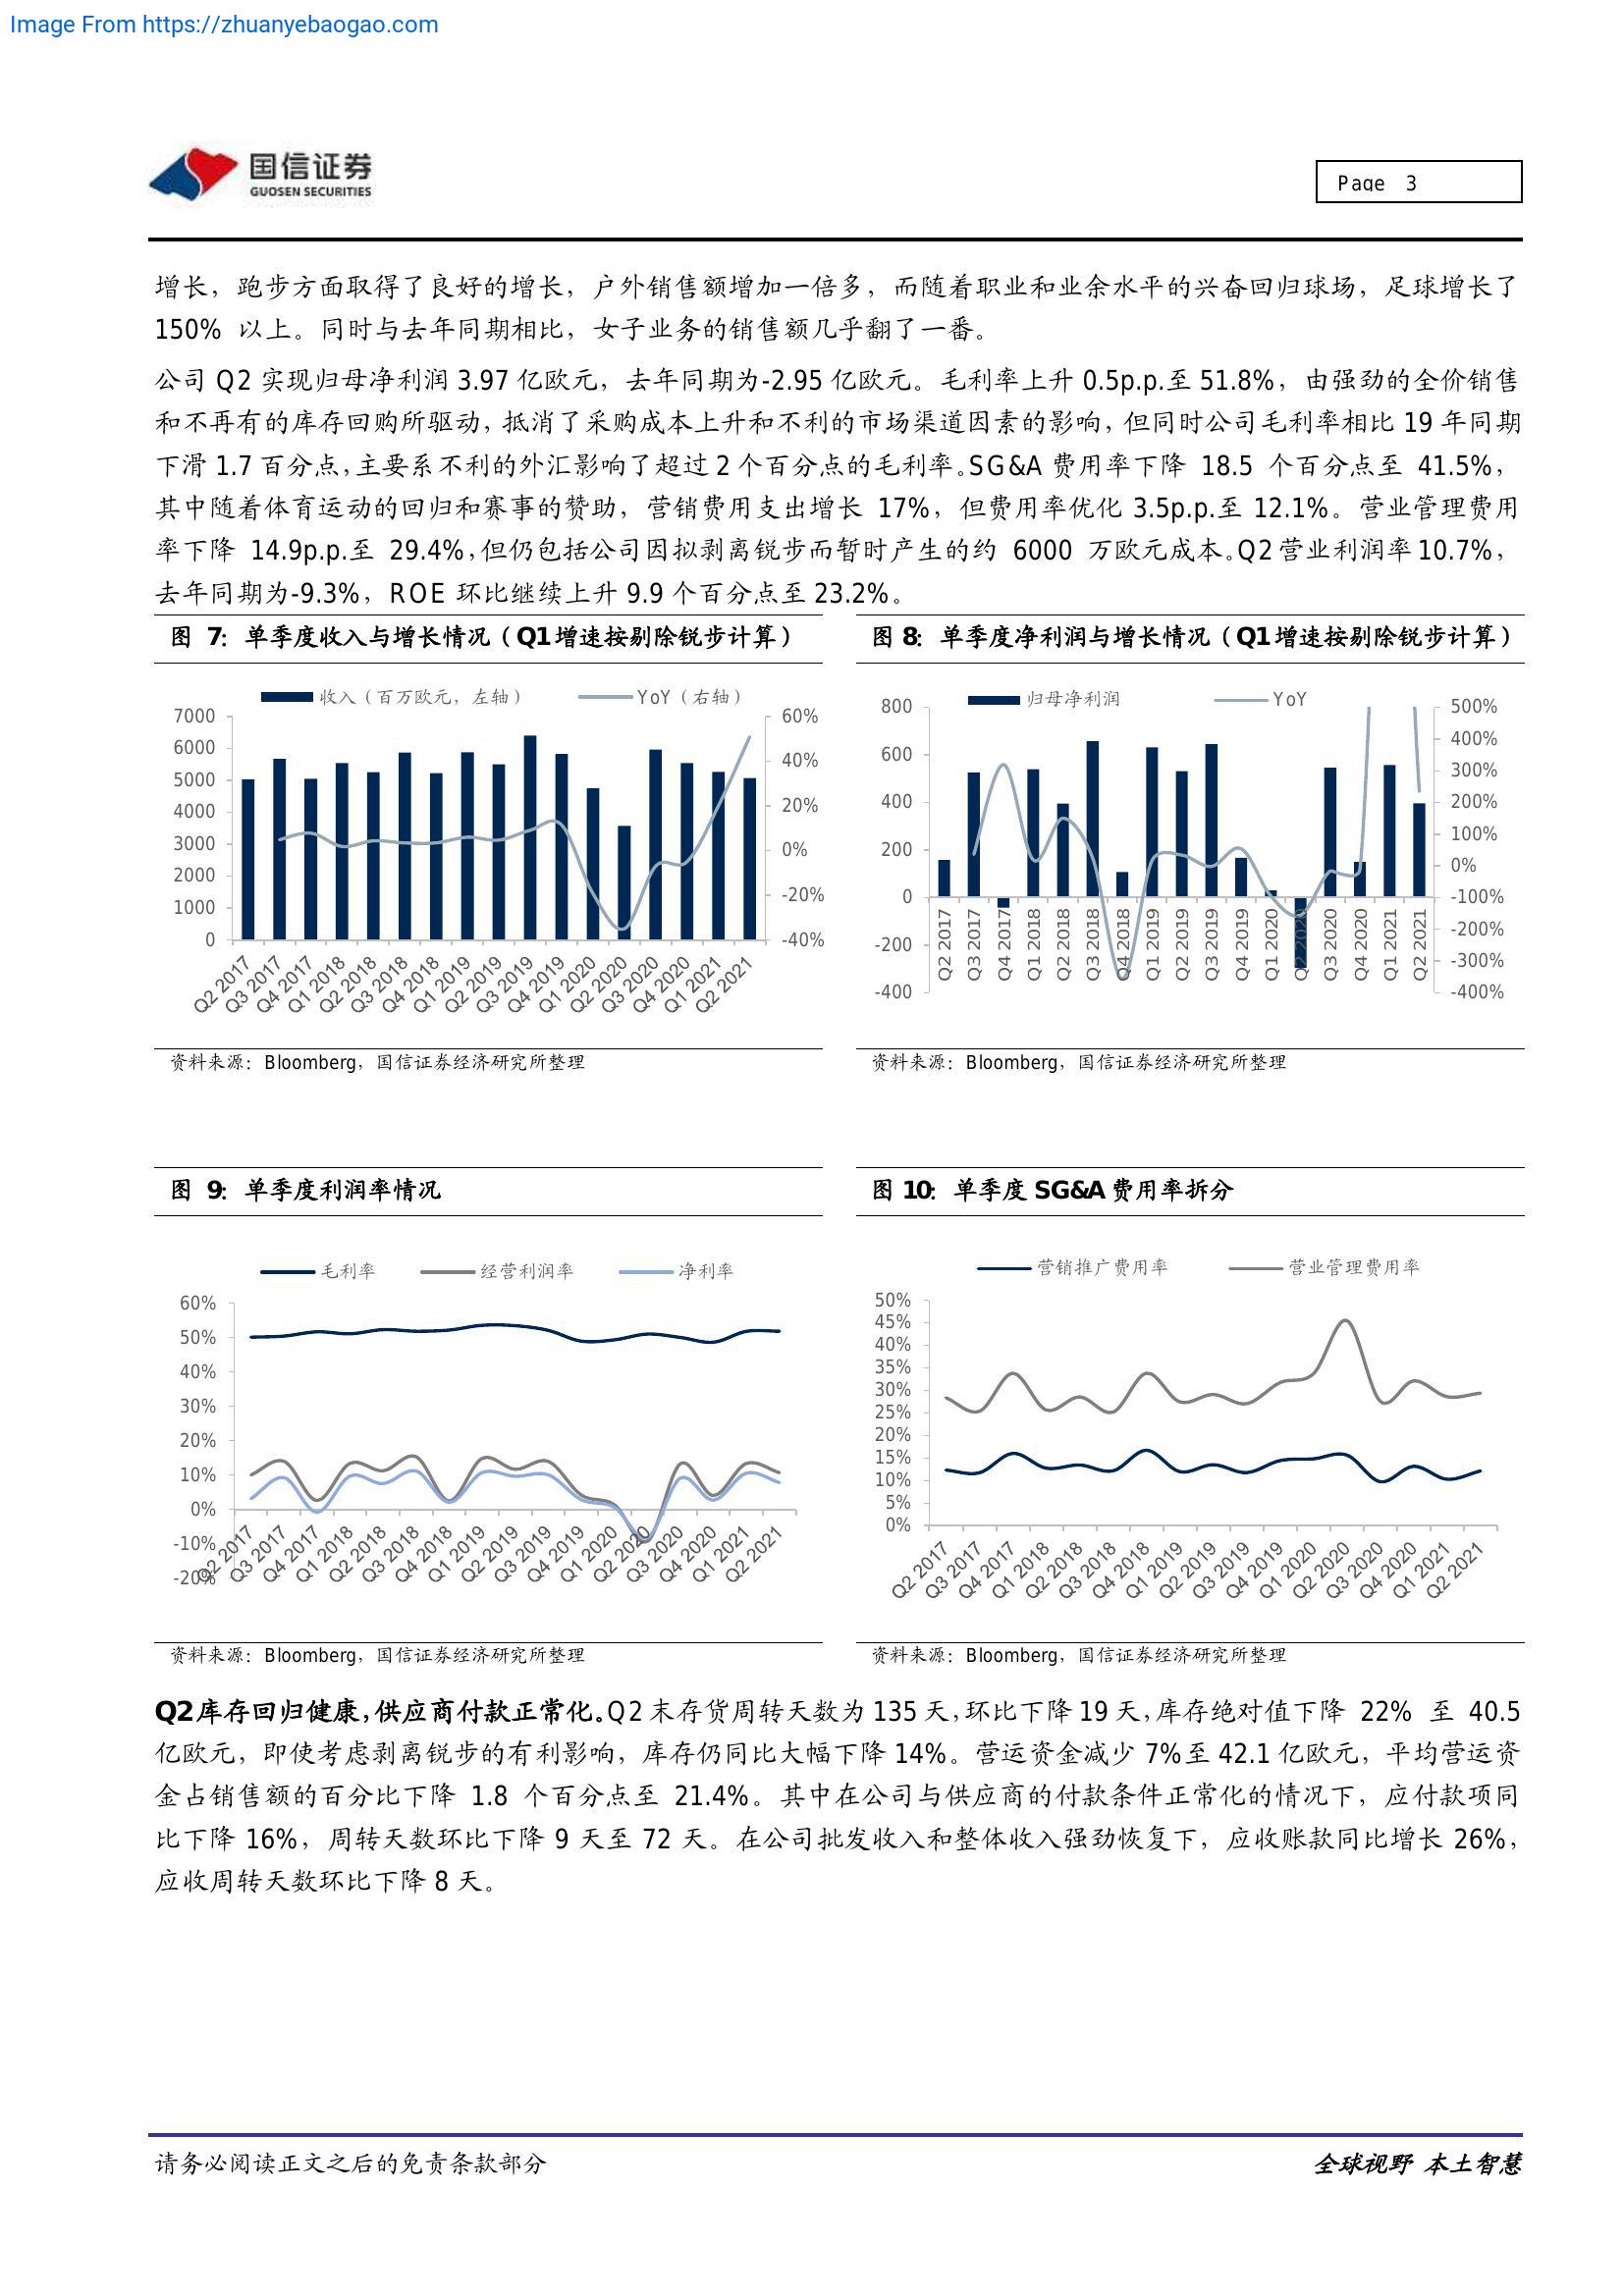 Image From https://zhuanyebaogao.com
国信证券
GUOSEN SECURITIES
Page 3
增长，跑步方面取得了良好的增长，户外销售额增加一倍多，而随着职业和业余水平的兴奋回归球场，足球增长了
150% 以上。同时与去年同期相比，女子业务的销售额几乎翻了一番。
公司 Q2 实现归母净利润 3.97 亿欧元，去年同期为-2.95 亿欧元。毛利率上升 0.5p.p.至 51.8%，由强劲的全价销售
和不再有的库存回购所驱动，抵消了采购成本上升和不利的市场渠道因素的影响，但同时公司毛利率相比 19 年同期
下滑 1.7 百分点，主要系不利的外汇影响了超过 2 个百分点的毛利率。SG&A 费用率下降 18.5 个百分点至 41.5%，
其中随着体育运动的回归和赛事的赞助，营销费用支出增长 17%，但费用率优化 3.5p.p.至 12.1%。营业管理费用
率下降 14.9p.p.至 29.4%，但仍包括公司因拟剥离锐步而暂时产生的约 6000 万欧元成本。Q2 营业利润率 10.7%，
去年同期为-9.3%，ROE 环比继续上升 9.9 个百分点至 23.2%。
图 7：单季度收入与增长情况（Q1 增速按剔除锐步计算）
收入（百万欧元，左轴） YoY（右轴）
7000 60%
6000
5000 40%
4000 20%
3000 0%
2000 -20%
1000
0 -40%
Q2 2017 Q3 2017 Q4 2017 Q1 2018 Q2 2018 Q3 2018 Q4 2018 Q1 2019 Q2 2019 Q3 2019 Q4 2019 Q1 2020 Q2 2020 Q3 2020 Q4 2020 Q1 2021 Q2 2021
资料来源：Bloomberg，国信证券经济研究所整理
图 8：单季度净利润与增长情况（Q1 增速按剔除锐步计算）
归母净利润 YoY
800 500%
400%
600 300%
400 200%
100%
200 0%
0 -100%
-200 -200%
-300%
-400 -400%
Q2 2017 Q3 2017 Q4 2017 Q1 2018 Q2 2018 Q3 2018 Q4 2018 Q1 2019 Q2 2019 Q3 2019 Q4 2019 Q1 2020 Q2 2020 Q3 2020 Q4 2020 Q1 2021 Q2 2021
资料来源：Bloomberg，国信证券经济研究所整理
图 9：单季度利润率情况
毛利率 经营利润率 净利率
60%
50%
40%
30%
20%
10%
0%
-10%
-20%
Q2 2017 Q3 2017 Q4 2017 Q1 2018 Q2 2018 Q3 2018 Q4 2018 Q1 2019 Q2 2019 Q3 2019 Q4 2019 Q1 2020 Q2 2020 Q3 2020 Q4 2020 Q1 2021 Q2 2021
资料来源：Bloomberg，国信证券经济研究所整理
图 10：单季度 SG&A 费用率拆分
营销推广费用率 营业管理费用率
50%
45%
40%
35%
30%
25%
20%
15%
10%
5%
0%
Q2 2017 Q3 2017 Q4 2017 Q1 2018 Q2 2018 Q3 2018 Q4 2018 Q1 2019 Q2 2019 Q3 2019 Q4 2019 Q1 2020 Q2 2020 Q3 2020 Q4 2020 Q1 2021 Q2 2021
资料来源：Bloomberg，国信证券经济研究所整理
Q2 库存回归健康，供应商付款正常化。Q2 末存货周转天数为 135 天，环比下降 19 天，库存绝对值下降 22% 至 40.5
亿欧元，即使考虑剥离锐步的有利影响，库存仍同比大幅下降 14%。营运资金减少 7%至 42.1 亿欧元，平均营运资
金占销售额的百分比下降 1.8 个百分点至 21.4%。其中在公司与供应商的付款条件正常化的情况下，应付款项同
比下降 16%，周转天数环比下降 9 天至 72 天。在公司批发收入和整体收入强劲恢复下，应收账款同比增长 26%，
应收周转天数环比下降 8 天。
请务必阅读正文之后的免责条款部分
全球视野 本土智慧